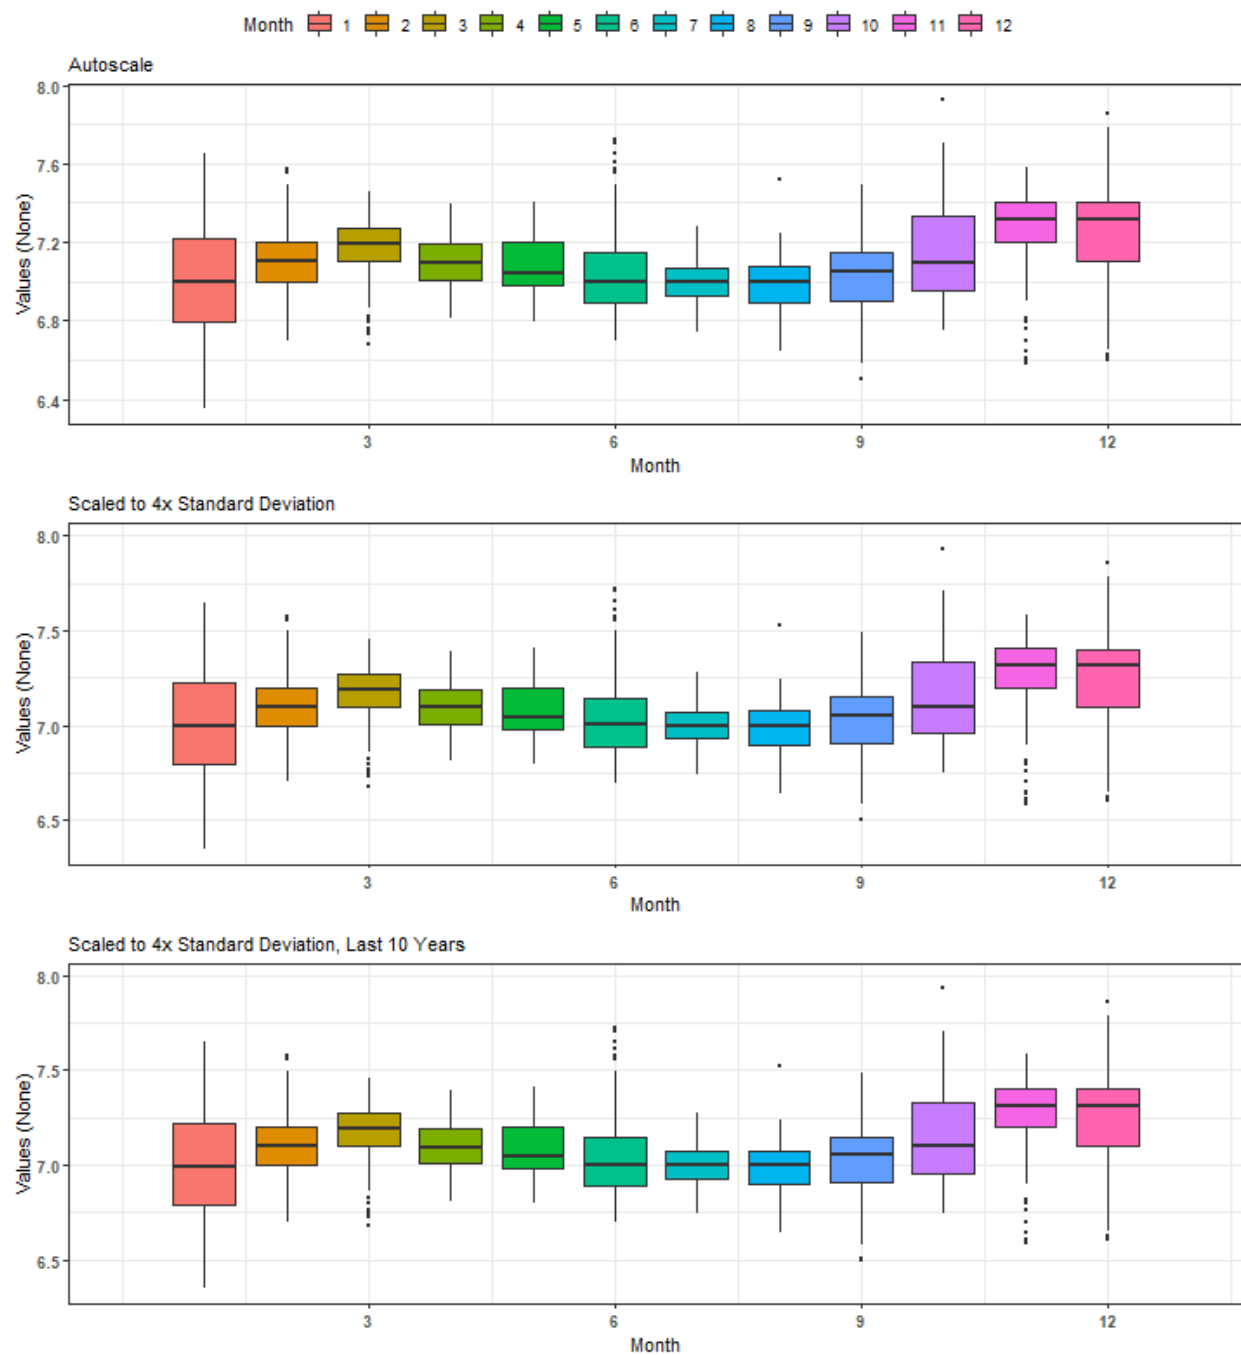 Month 1 2 3 4 5 6 7 8 9 10 11 12
Autoscale
Values (None)
8.0
7.6
7.2
6.8
6.4
3 6 9 12
Month
Scaled to 4x Standard Deviation
Values (None)
8.0
7.5
7.0
6.5
3 6 9 12
Month
Scaled to 4x Standard Deviation, Last 10 Years
Values (None)
8.0
7.5
7.0
6.5
3 6 9 12
Month